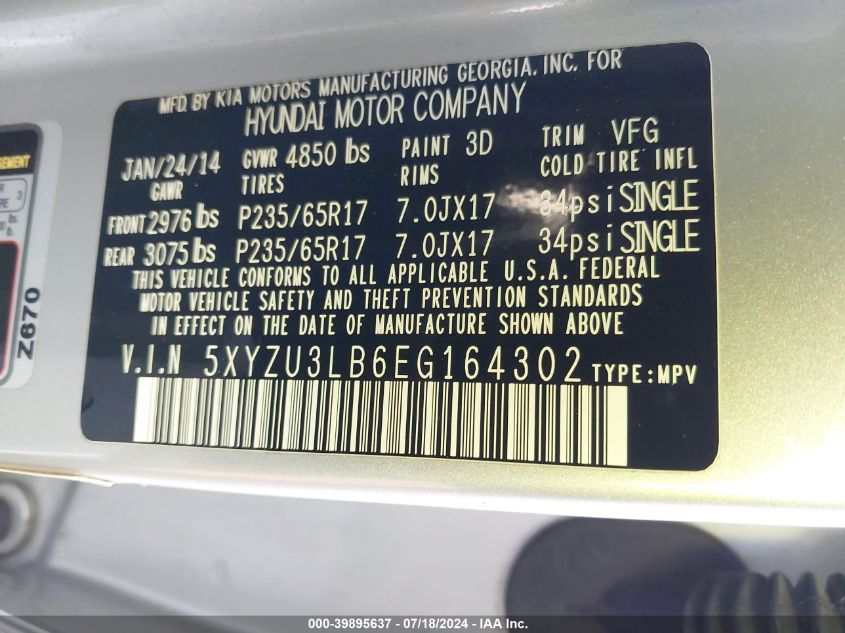 MFD. BY KIA MOTORS MANUFACTURING GEORGIA, INC. FOR
HYUNDAI MOTOR COMPANY
JAN/24/14 GVWR 4850 lbs PAINT 3D TRIM VFG
GAWR TIRES RIMS COLD TIRE INFL
FRONT 2976 lbs P235/65R17 7.0JX17 34psi SINGLE
REAR 3075 lbs P235/65R17 7.0JX17 34psi SINGLE
THIS VEHICLE CONFORMS TO ALL APPLICABLE U.S.A. FEDERAL
MOTOR VEHICLE SAFETY AND THEFT PREVENTION STANDARDS
IN EFFECT ON THE DATE OF MANUFACTURE SHOWN ABOVE
V.I.N 5XYZU3LB6EG164302 TYPE:MPV
Z670
000-39895637 - 07/18/2024 - IAA Inc.